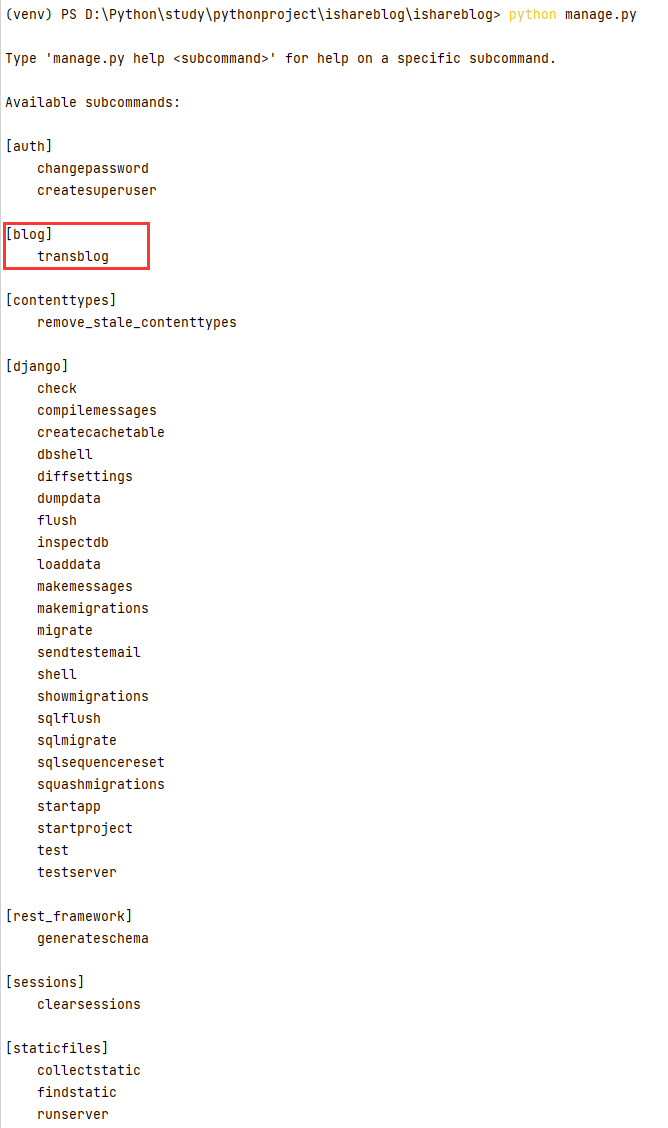 (venv) PS D:\Python\study\pythonproject\ishareblog\ishareblog> python manage.py
Type 'manage.py help <subcommand>' for help on a specific subcommand.
Available subcommands:
[auth]
changepassword
createsuperuser
[blog]
transblog
[contenttypes]
remove_stale_contenttypes
[django]
check
compilemessages
createcachetable
dbshell
diffsettings
dumpdata
flush
inspectdb
loaddata
makemessages
makemigrations
migrate
sendtestemail
shell
showmigrations
sqlflush
sqlmigrate
sqlsequencereset
squashmigrations
startapp
startproject
test
testserver
[rest_framework]
generateschema
[sessions]
clearsessions
[staticfiles]
collectstatic
findstatic
runserver